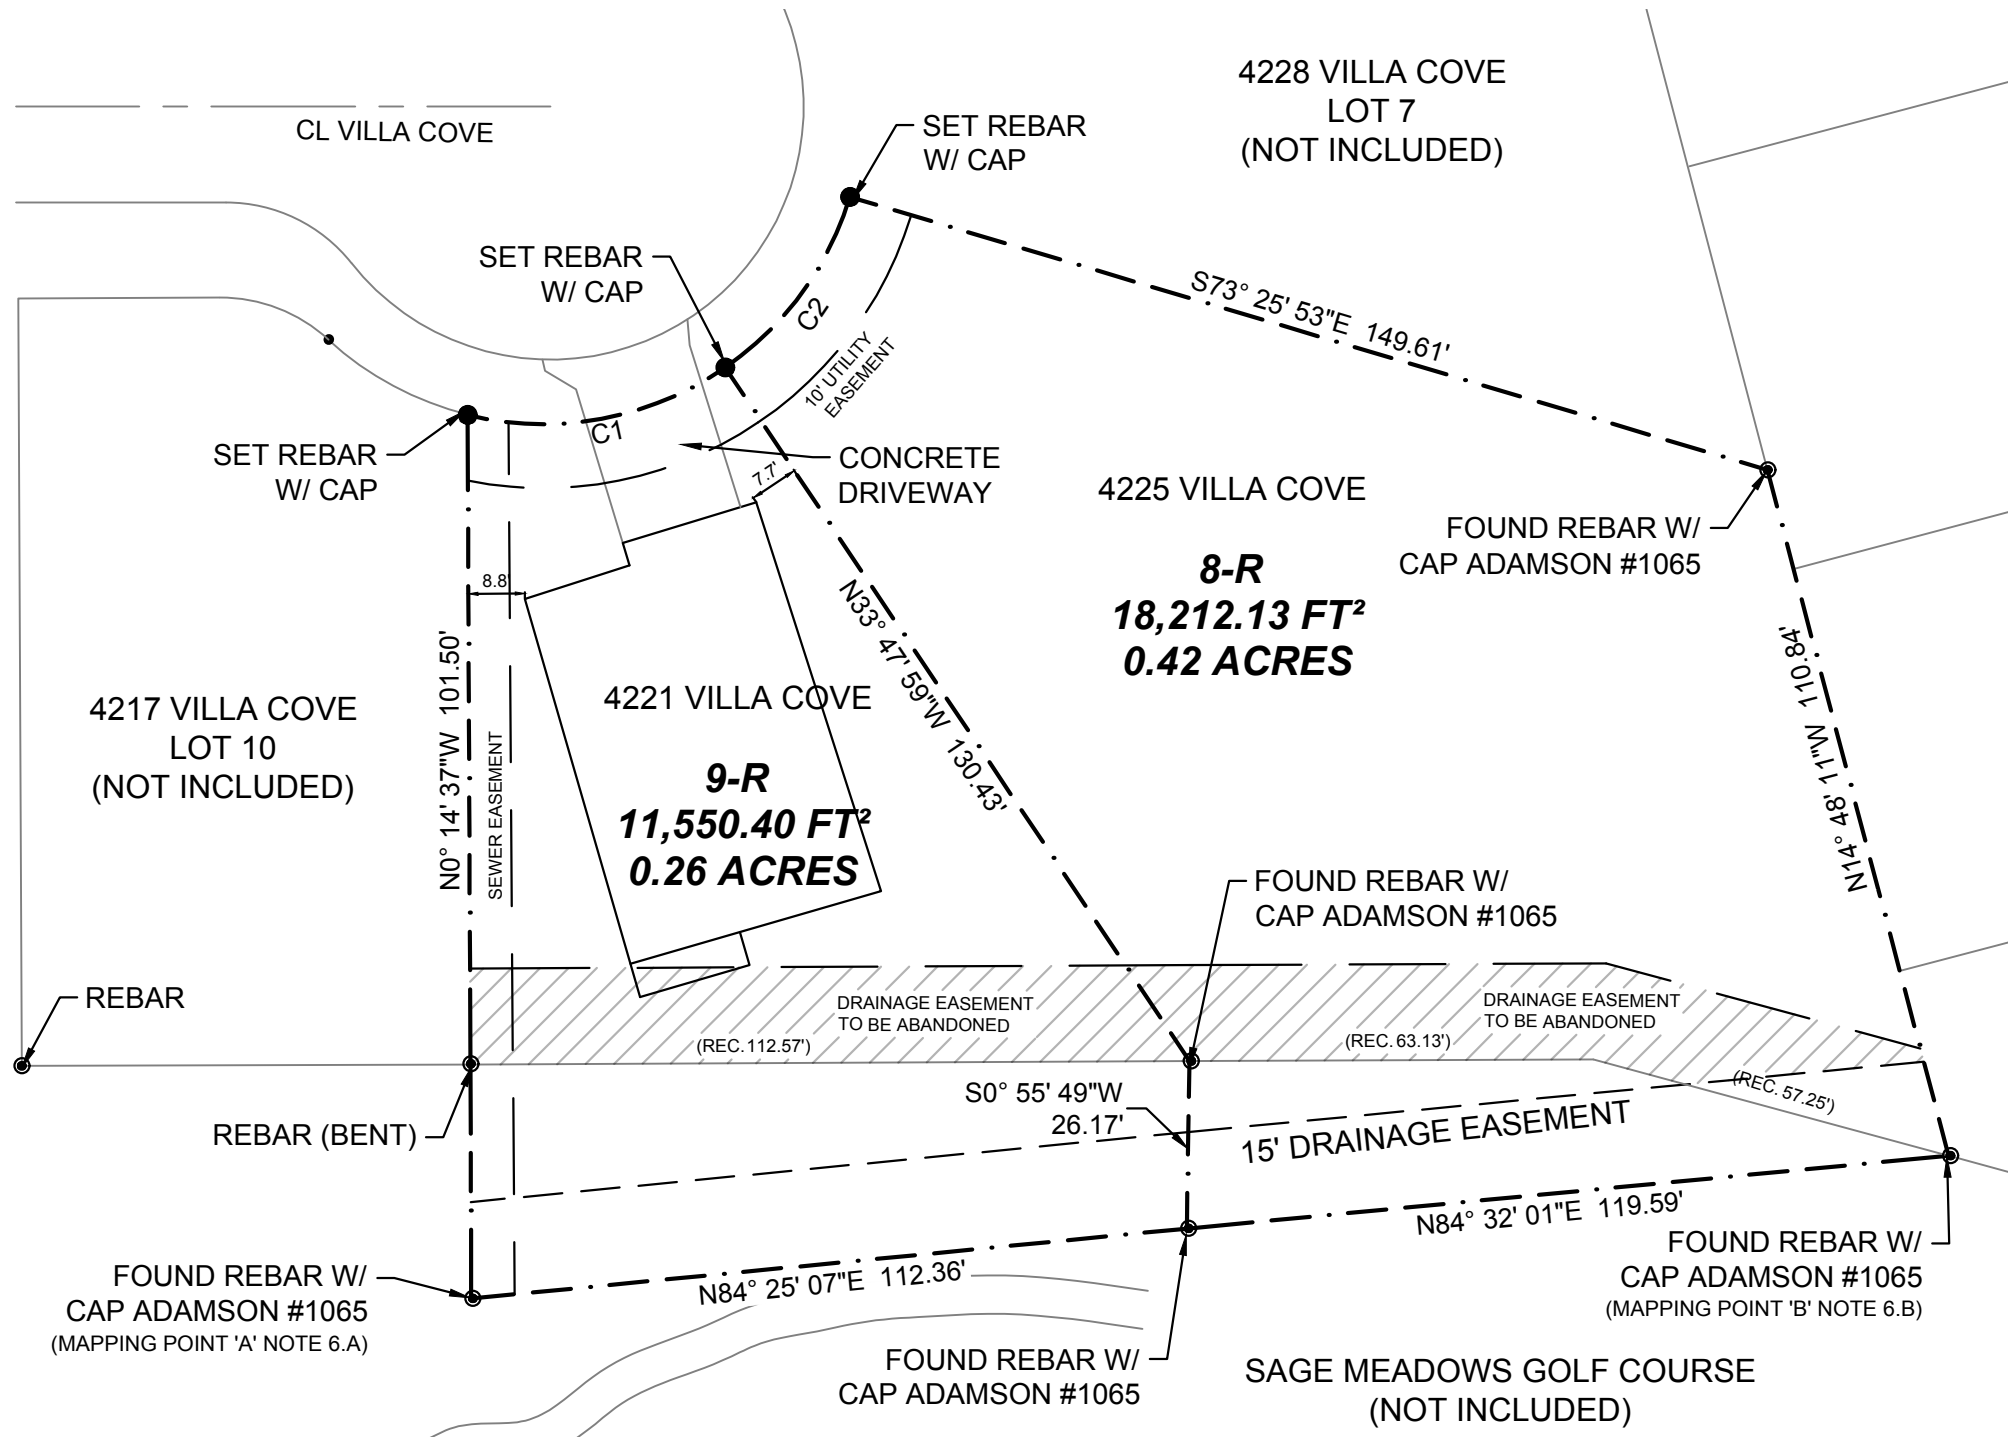 4228 VILLA COVE
LOT 7
(NOT INCLUDED)
CL VILLA COVE
SET REBAR
W/ CAP
SET REBAR
W/ CAP
C2
S73° 25' 53"E 149.61'
10' UTILITY
EASEMENT
C1
SET REBAR
W/ CAP
CONCRETE
DRIVEWAY
7.7'
4225 VILLA COVE
8-R
18,212.13 FT²
0.42 ACRES
FOUND REBAR W/
CAP ADAMSON #1065
8.8'
N33° 47' 59"W 130.43'
N0° 14' 37"W 101.50'
SEWER EASEMENT
N14° 48' 11"W 110.84'
4217 VILLA COVE
LOT 10
(NOT INCLUDED)
4221 VILLA COVE
9-R
11,550.40 FT²
0.26 ACRES
FOUND REBAR W/
CAP ADAMSON #1065
REBAR
DRAINAGE EASEMENT
TO BE ABANDONED
DRAINAGE EASEMENT
TO BE ABANDONED
(REC. 112.57')
(REC. 63.13')
(REC. 57.25')
S0° 55' 49"W
26.17'
REBAR (BENT)
15' DRAINAGE EASEMENT
N84° 32' 01"E 119.59'
N84° 25' 07"E 112.36'
FOUND REBAR W/
CAP ADAMSON #1065
(MAPPING POINT 'A' NOTE 6.A)
FOUND REBAR W/
CAP ADAMSON #1065
(MAPPING POINT 'B' NOTE 6.B)
FOUND REBAR W/
CAP ADAMSON #1065
SAGE MEADOWS GOLF COURSE
(NOT INCLUDED)